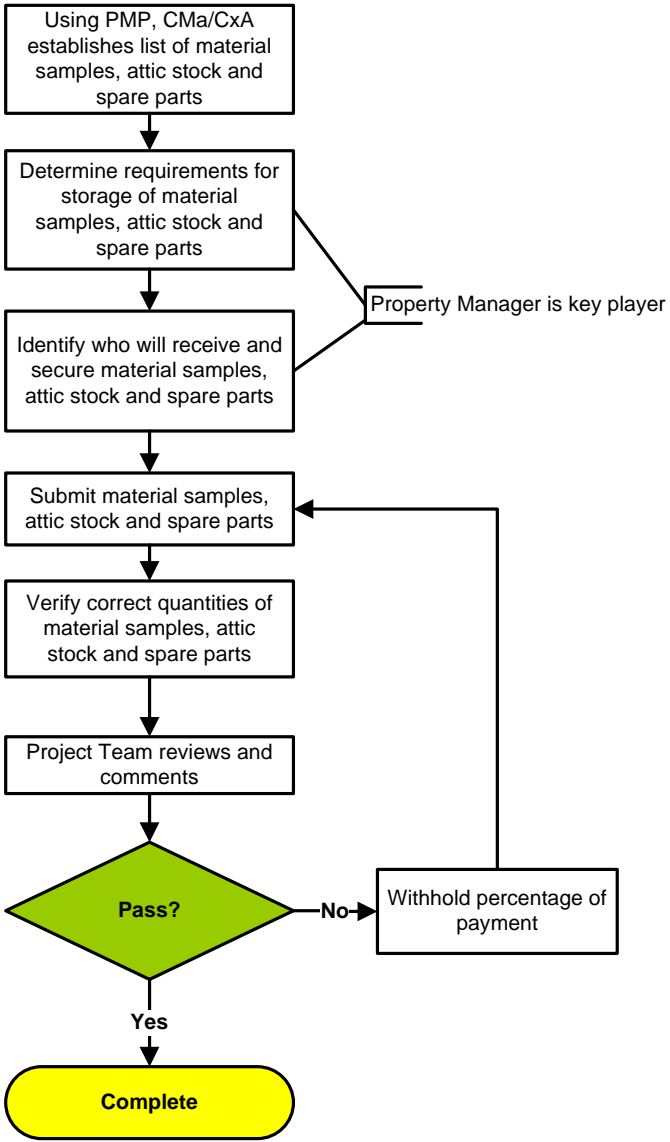 Using PMP, CMa/CxA
establishes list of material
samples, attic stock and
spare parts
Determine requirements for
storage of material
samples, attic stock and
spare parts
Property Manager is key player
Identify who will receive and
secure material samples,
attic stock and spare parts
Submit material samples,
attic stock and spare parts
Verify correct quantities of
material samples, attic
stock and spare parts
Project Team reviews and
comments
Pass?
No
Withhold percentage of
payment
Yes
Complete